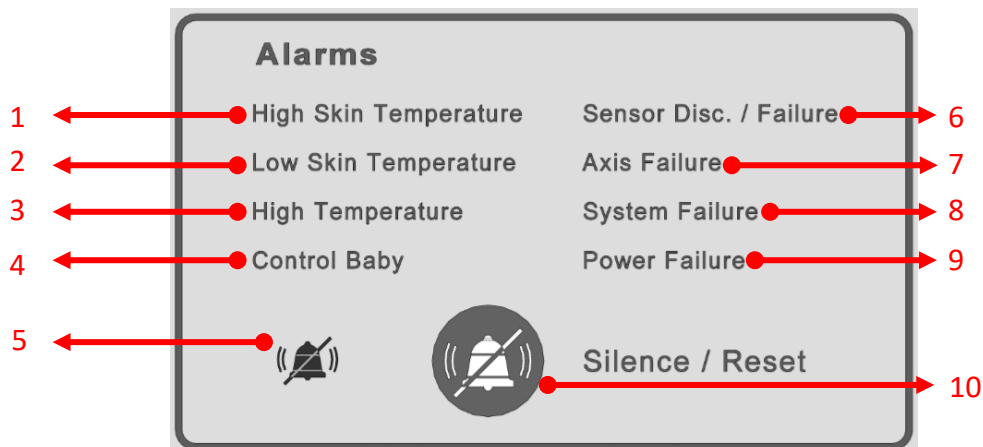 Alarms
1 High Skin Temperature Sensor Disc. / Failure 6
2 Low Skin Temperature Axis Failure 7
3 High Temperature System Failure 8
4 Control Baby Power Failure 9
5 Silence / Reset
10